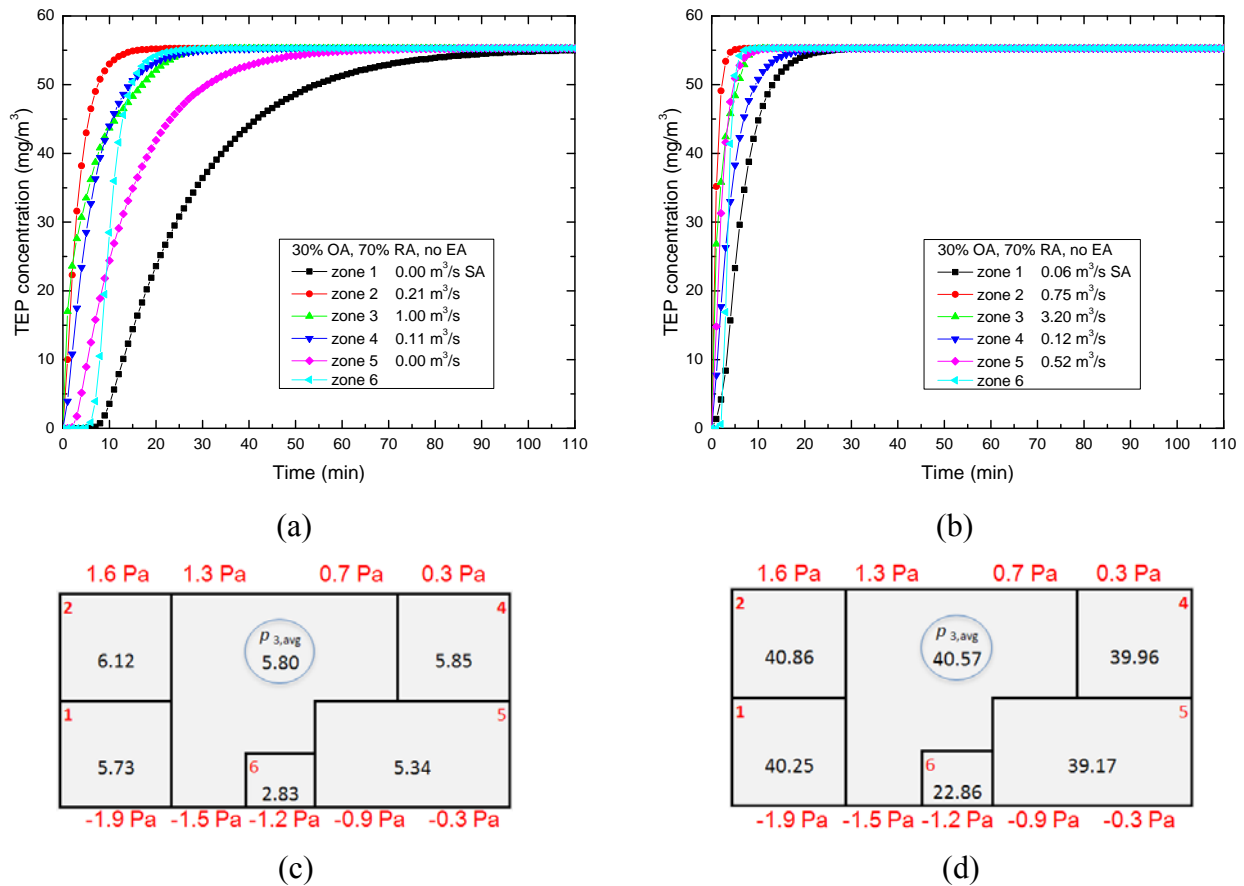 60
50
40
30
20
10
0
TEP concentration (mg/m³)
30% OA, 70% RA, no EA
zone 1 0.00 m³/s SA
zone 2 0.21 m³/s
zone 3 1.00 m³/s
zone 4 0.11 m³/s
zone 5 0.00 m³/s
zone 6
0 10 20 30 40 50 60 70 80 90 100 110
Time (min)
(a)
60
50
40
30
20
10
0
TEP concentration (mg/m³)
30% OA, 70% RA, no EA
zone 1 0.06 m³/s SA
zone 2 0.75 m³/s
zone 3 3.20 m³/s
zone 4 0.12 m³/s
zone 5 0.52 m³/s
zone 6
0 10 20 30 40 50 60 70 80 90 100 110
Time (min)
(b)
1.6 Pa 1.3 Pa 0.7 Pa 0.3 Pa
2 4
p 3,avg
6.12 5.80 5.85
1 5
6
5.73 2.83 5.34
-1.9 Pa -1.5 Pa -1.2 Pa -0.9 Pa -0.3 Pa
(c)
1.6 Pa 1.3 Pa 0.7 Pa 0.3 Pa
2 4
p 3,avg
40.86 40.57 39.96
1 5
6
40.25 22.86 39.17
-1.9 Pa -1.5 Pa -1.2 Pa -0.9 Pa -0.3 Pa
(d)